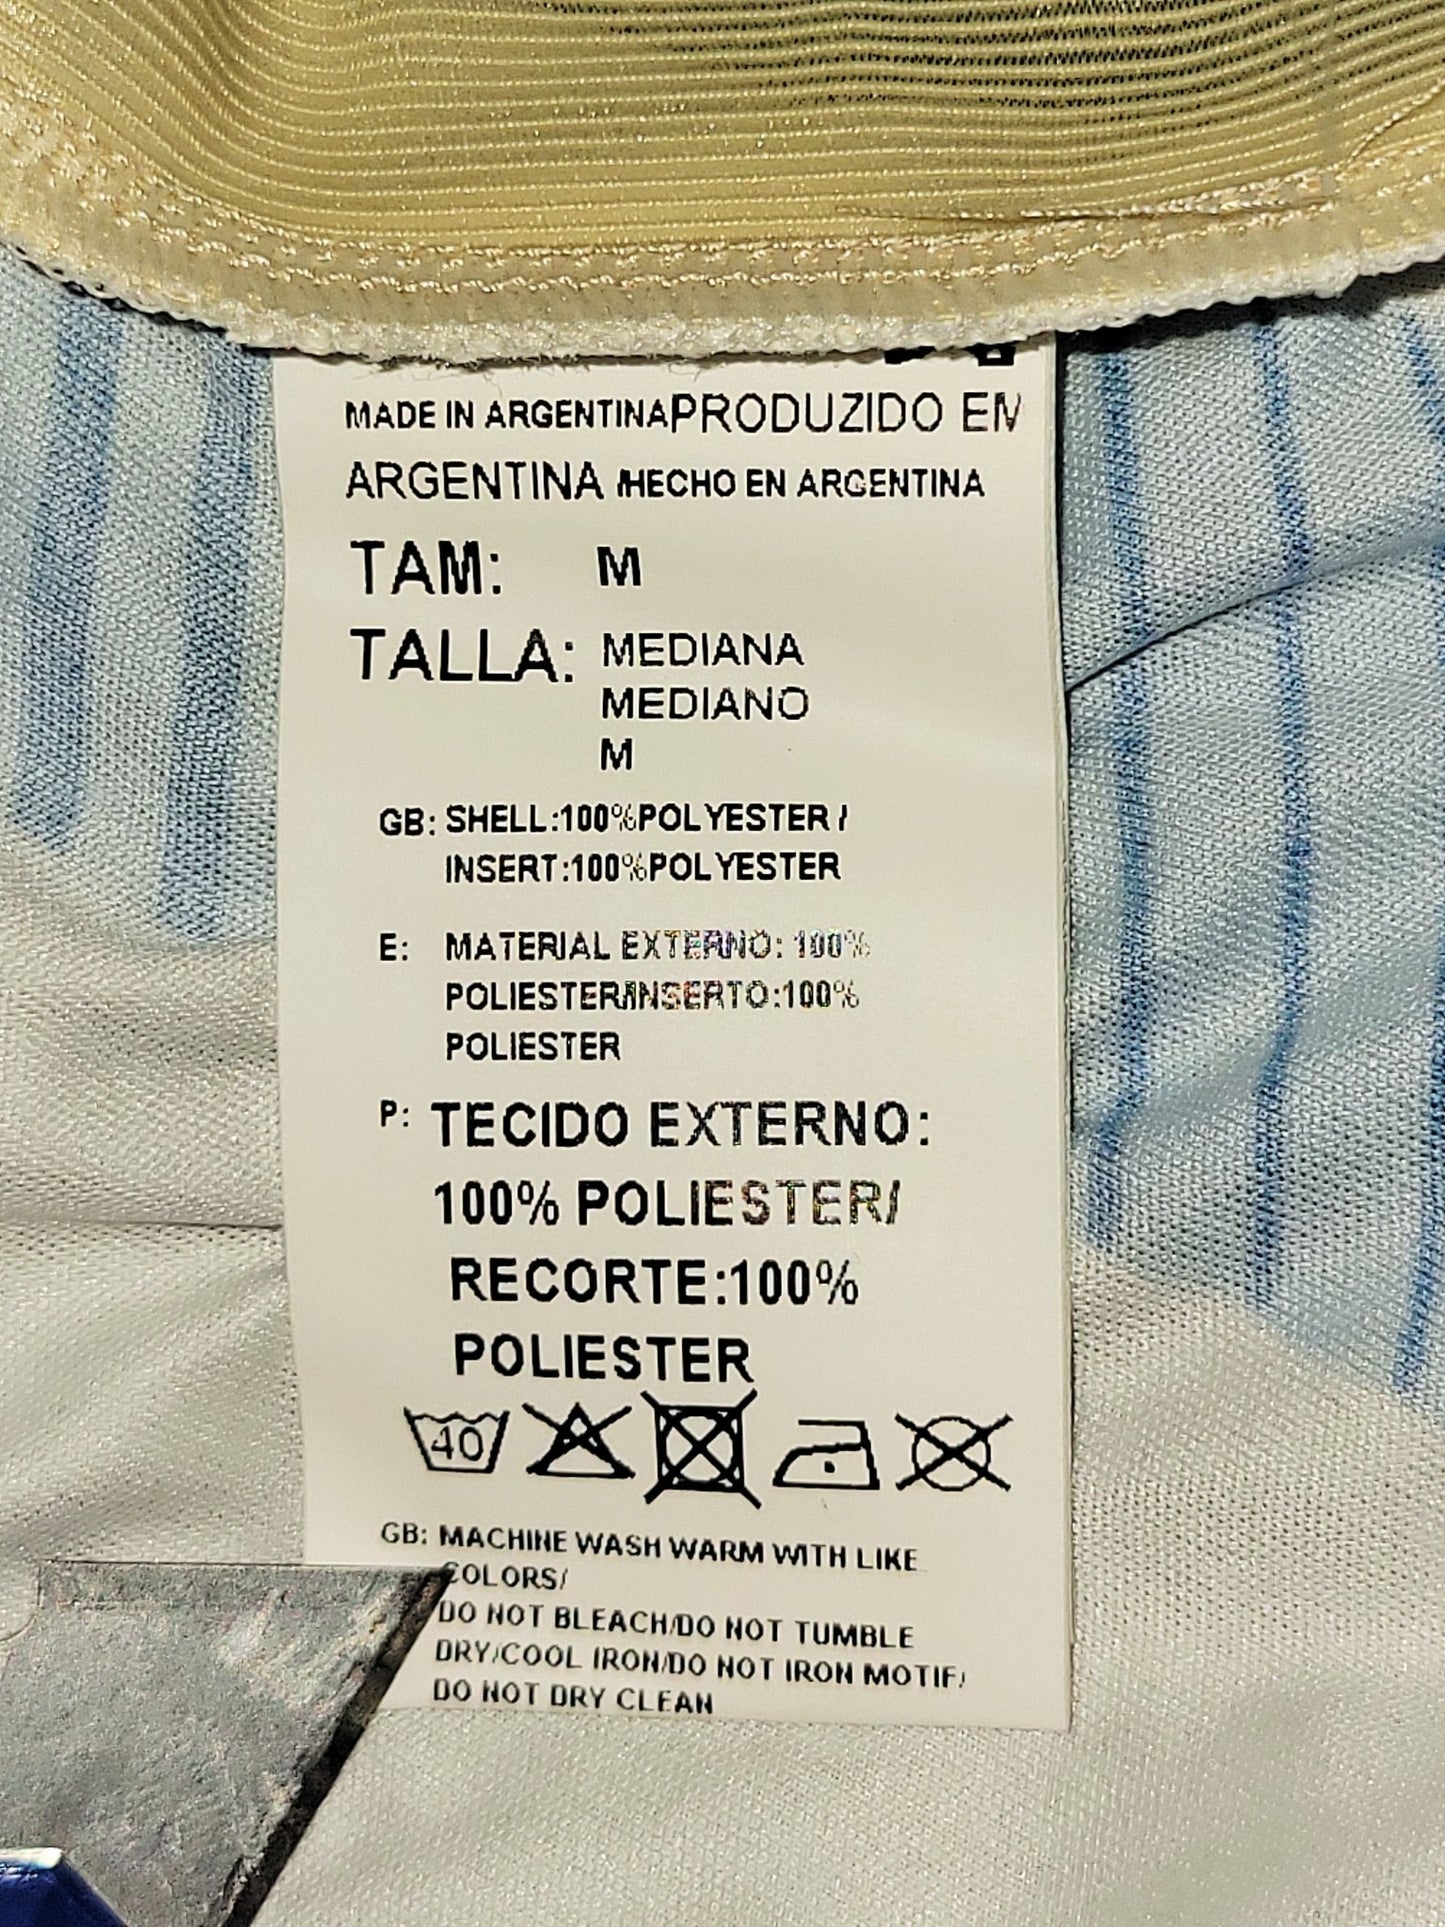 MADE IN ARGENTINAPRODUZIDO EM
ARGENTINA /HECHO EN ARGENTINA
TAM: M
TALLA: MEDIANA
MEDIANO
M
GB: SHELL:100%POLYESTER /
INSERT:100%POLYESTER
E: MATERIAL EXTERNO: 100%
POLIESTER/INSERTO:100%
POLIESTER
P: TECIDO EXTERNO:
100% POLIESTER/
RECORTE:100%
POLIESTER
40
GB: MACHINE WASH WARM WITH LIKE
COLORS/
DO NOT BLEACH/DO NOT TUMBLE
DRY/COOL IRON/DO NOT IRON MOTIF/
DO NOT DRY CLEAN